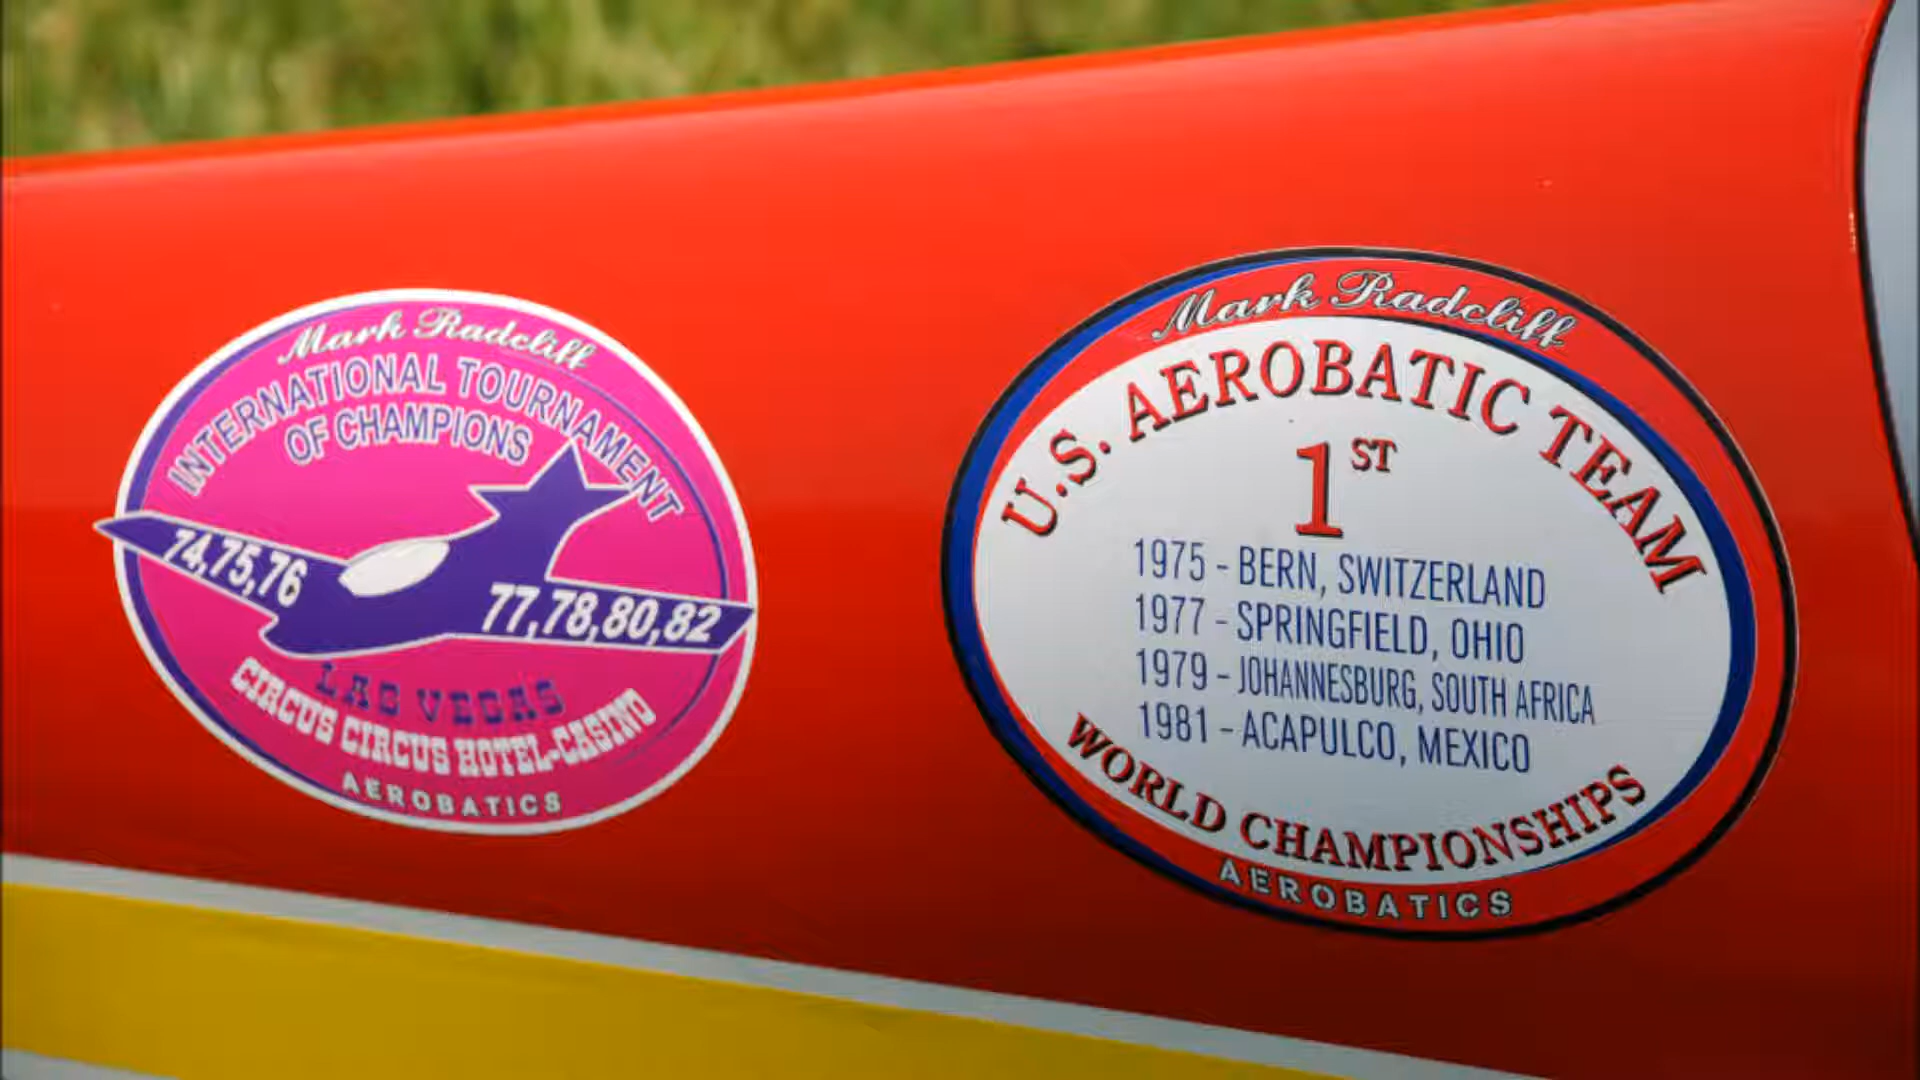 Mark Radcliff
INTERNATIONAL TOURNAMENT
OF CHAMPIONS
74,75,76
77,78,80,82
LAS VEGAS
CIRCUS CIRCUS HOTEL-CASINO
AEROBATICS
Mark Radcliff
U.S. AEROBATIC TEAM
1ST
1975 - BERN, SWITZERLAND
1977 - SPRINGFIELD, OHIO
1979 - JOHANNESBURG, SOUTH AFRICA
1981 - ACAPULCO, MEXICO
WORLD CHAMPIONSHIPS
AEROBATICS